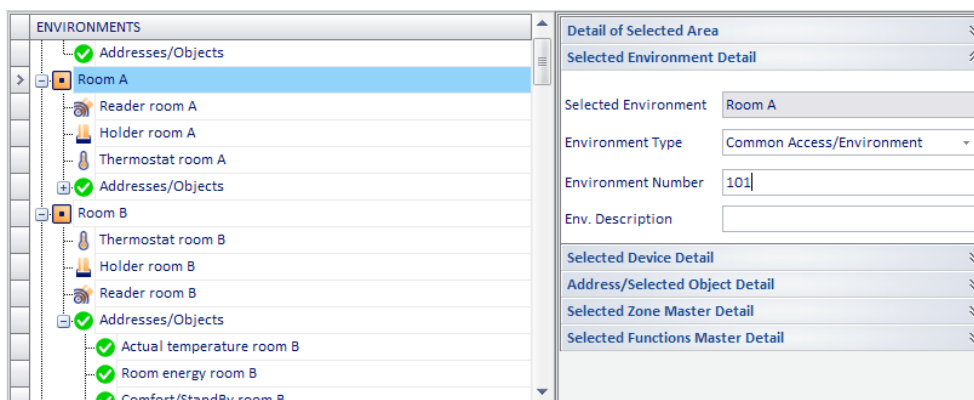 ENVIRONMENTS
Addresses/Objects
Room A
Reader room A
Holder room A
Thermostat room A
Addresses/Objects
Room B
Thermostat room B
Holder room B
Reader room B
Addresses/Objects
Actual temperature room B
Room energy room B
Comfort/StandBy room B
Detail of Selected Area
Selected Environment Detail
Selected Environment Room A
Environment Type Common Access/Environment
Environment Number 101
Env. Description
Selected Device Detail
Address/Selected Object Detail
Selected Zone Master Detail
Selected Functions Master Detail